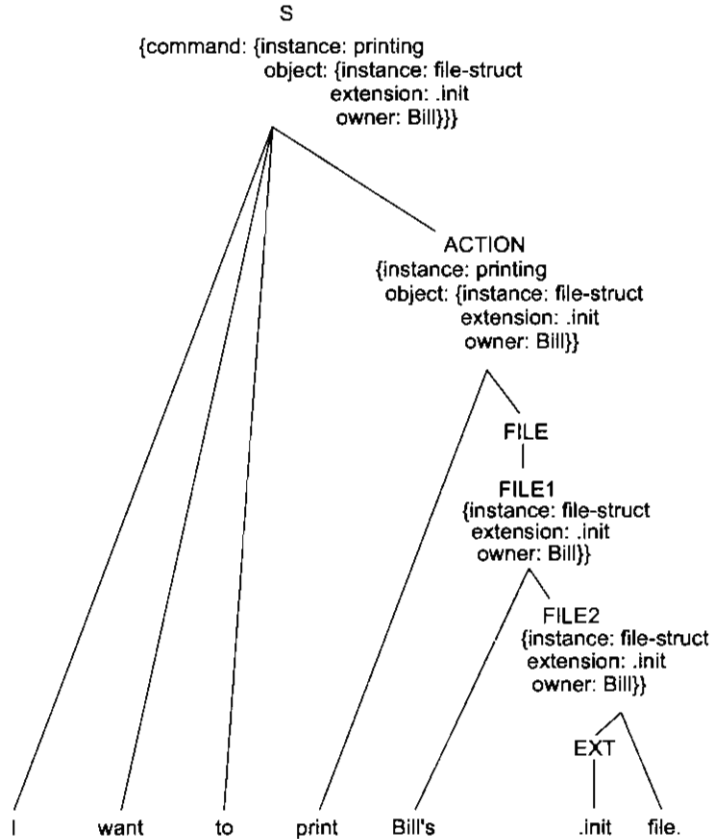 S
{command: {instance: printing
object: {instance: file-struct
extension: .init
owner: Bill}}}
ACTION
{instance: printing
object: {instance: file-struct
extension: .init
owner: Bill}}
FILE
FILE1
{instance: file-struct
extension: .init
owner: Bill}}
FILE2
{instance: file-struct
extension: .init
owner: Bill}}
EXT
I want to print Bill's .init file.